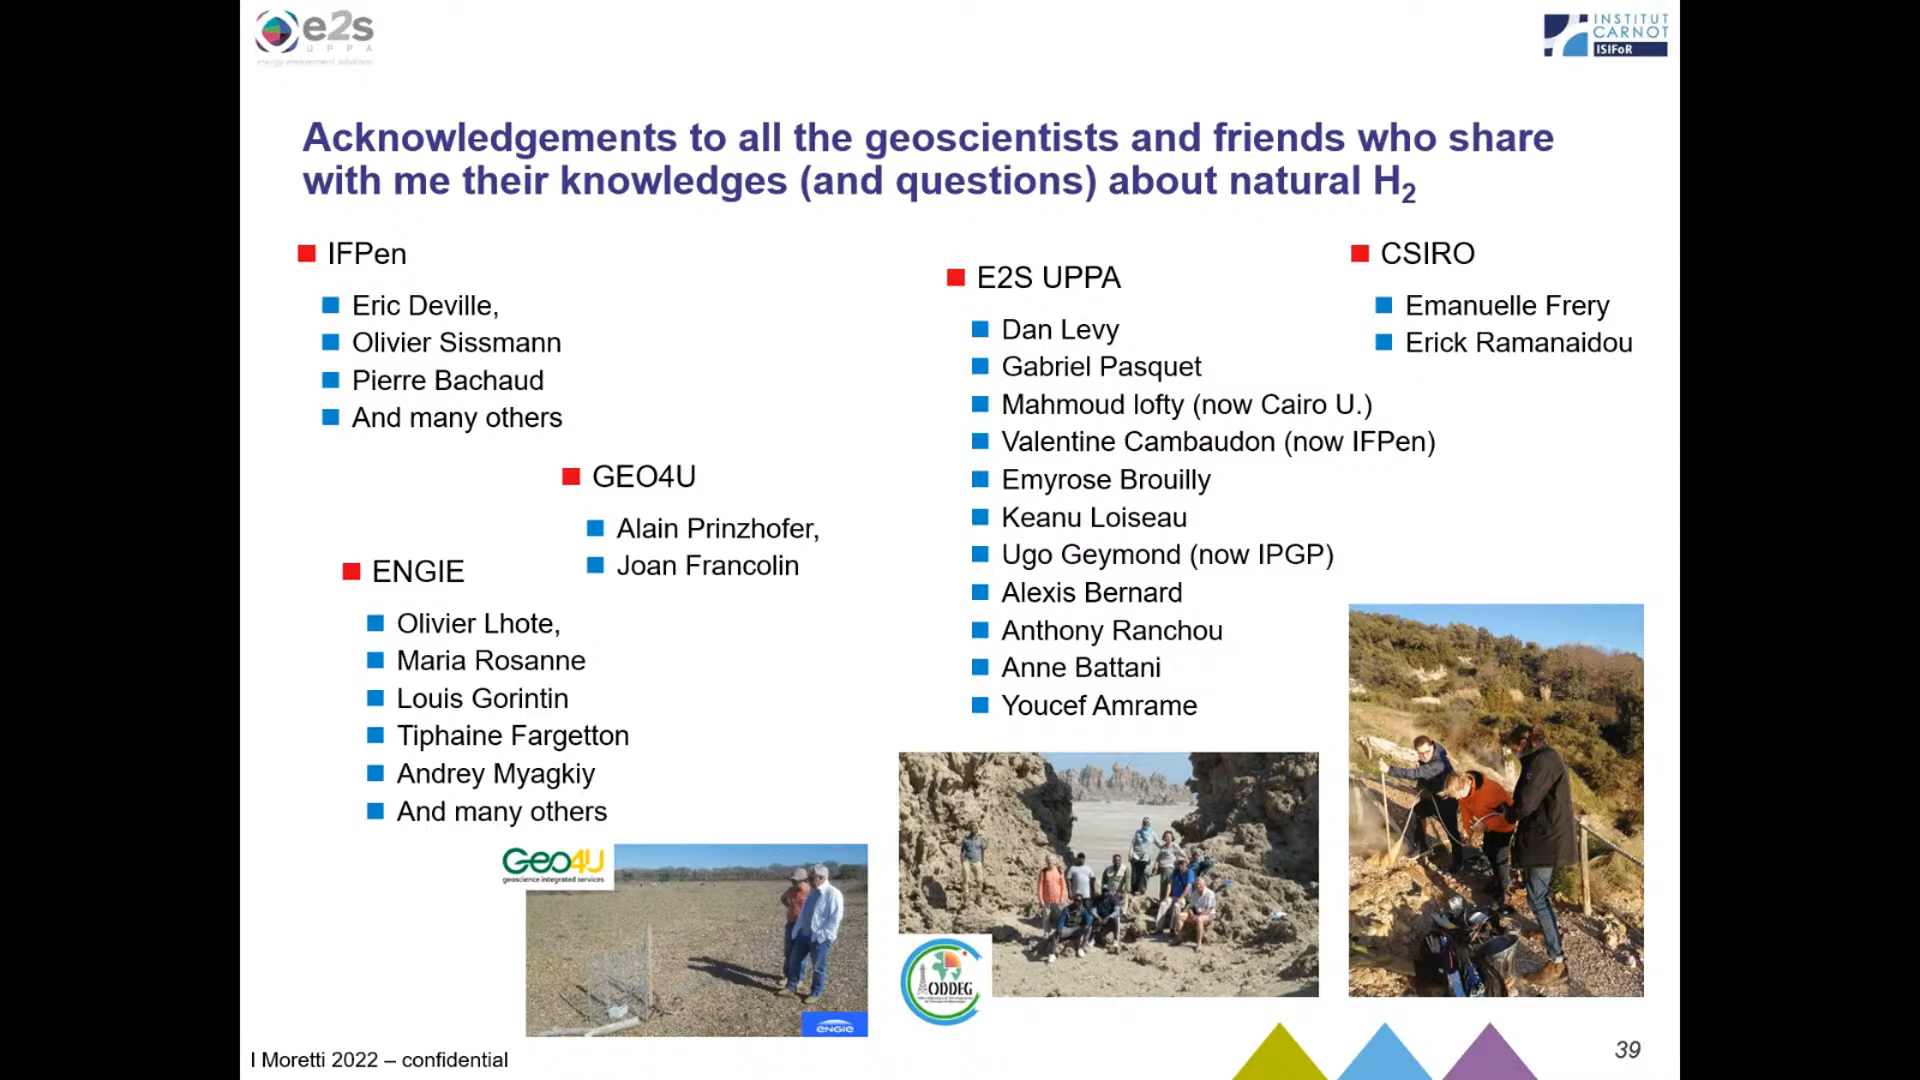 e2s
UPPA
INSTITUT
CARNOT
ISIFoR
Acknowledgements to all the geoscientists and friends who share
with me their knowledges (and questions) about natural H2
IFPen
Eric Deville,
Olivier Sissmann
Pierre Bachaud
And many others
GEO4U
Alain Prinzhofer,
Joan Francolin
ENGIE
Olivier Lhote,
Maria Rosanne
Louis Gorintin
Tiphaine Fargetton
Andrey Myagkiy
And many others
E2S UPPA
Dan Levy
Gabriel Pasquet
Mahmoud lofty (now Cairo U.)
Valentine Cambaudon (now IFPen)
Emyrose Brouilly
Keanu Loiseau
Ugo Geymond (now IPGP)
Alexis Bernard
Anthony Ranchou
Anne Battani
Youcef Amrame
CSIRO
Emanuelle Frery
Erick Ramanaidou
Geo4U
geoscience integrated services
ENGIE
ODDEG
I Moretti 2022 – confidential
39